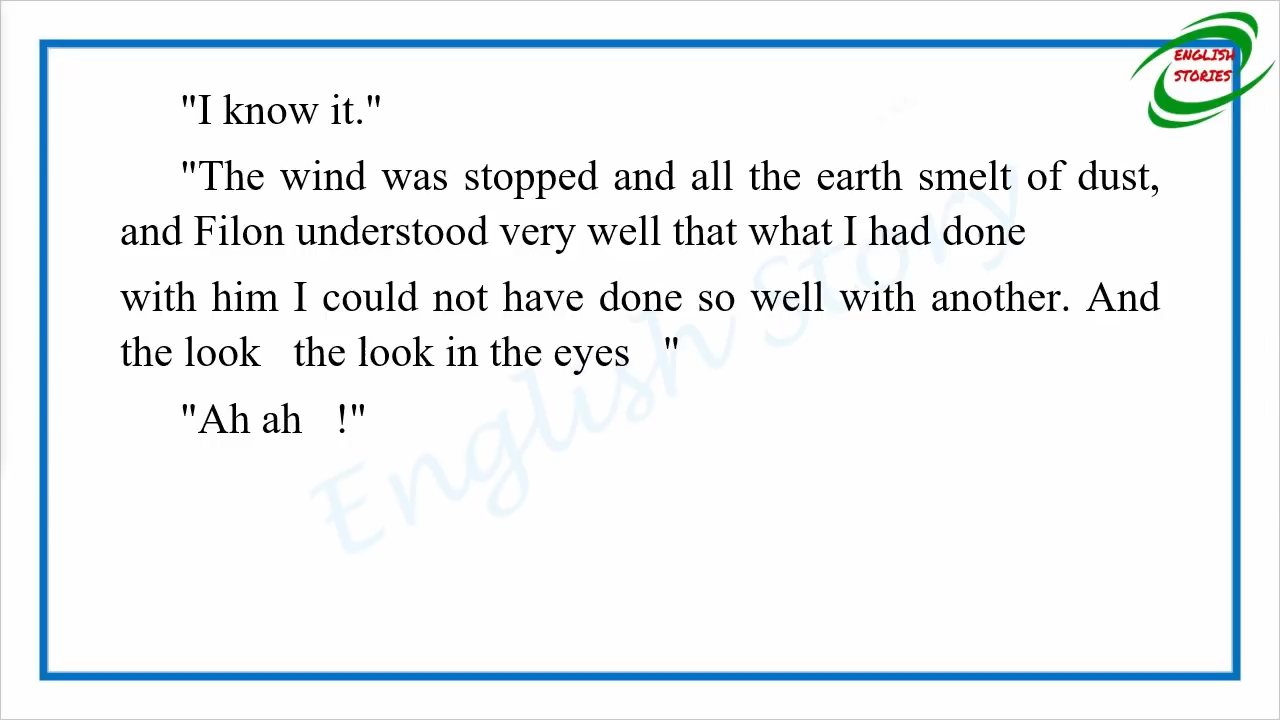 ENGLISH
STORIES
"I know it."
"The wind was stopped and all the earth smelt of dust,
and Filon understood very well that what I had done
with him I could not have done so well with another. And
the look   the look in the eyes   "
"Ah ah   !"
English Story